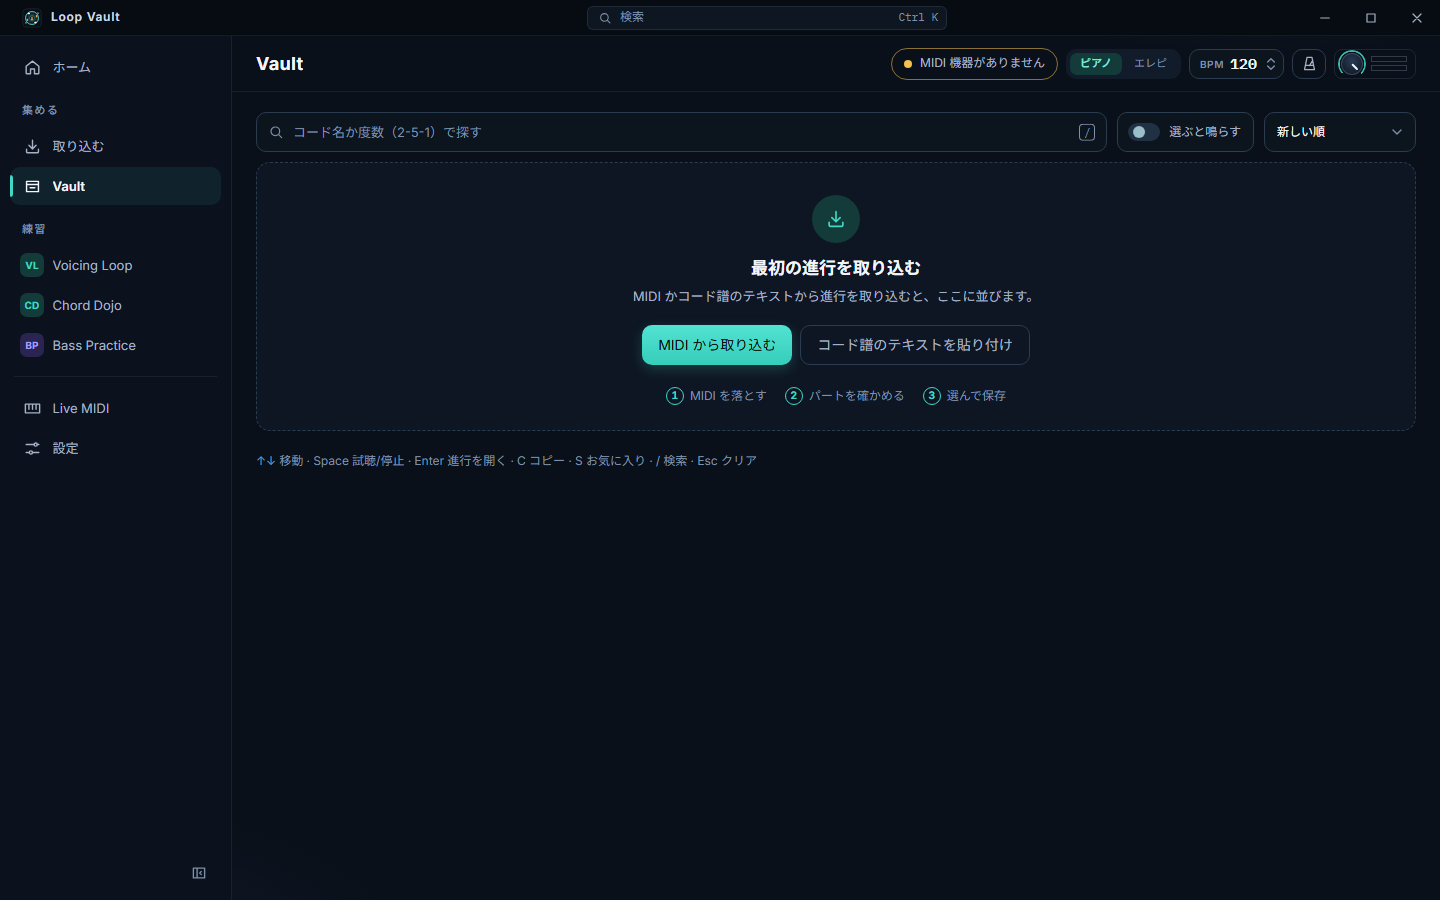 Loop Vault
検索
Ctrl K
ホーム
集める
取り込む
Vault
練習
VL Voicing Loop
CD Chord Dojo
BP Bass Practice
Live MIDI
設定
Vault
MIDI 機器がありません
ピアノ
エレピ
BPM 120
コード名か度数（2-5-1）で探す
/
選ぶと鳴らす
新しい順
最初の進行を取り込む
MIDI かコード譜のテキストから進行を取り込むと、ここに並びます。
MIDI から取り込む
コード譜のテキストを貼り付け
1 MIDI を落とす 2 パートを確かめる 3 選んで保存
↑↓ 移動 · Space 試聴/停止 · Enter 進行を開く · C コピー · S お気に入り · / 検索 · Esc クリア